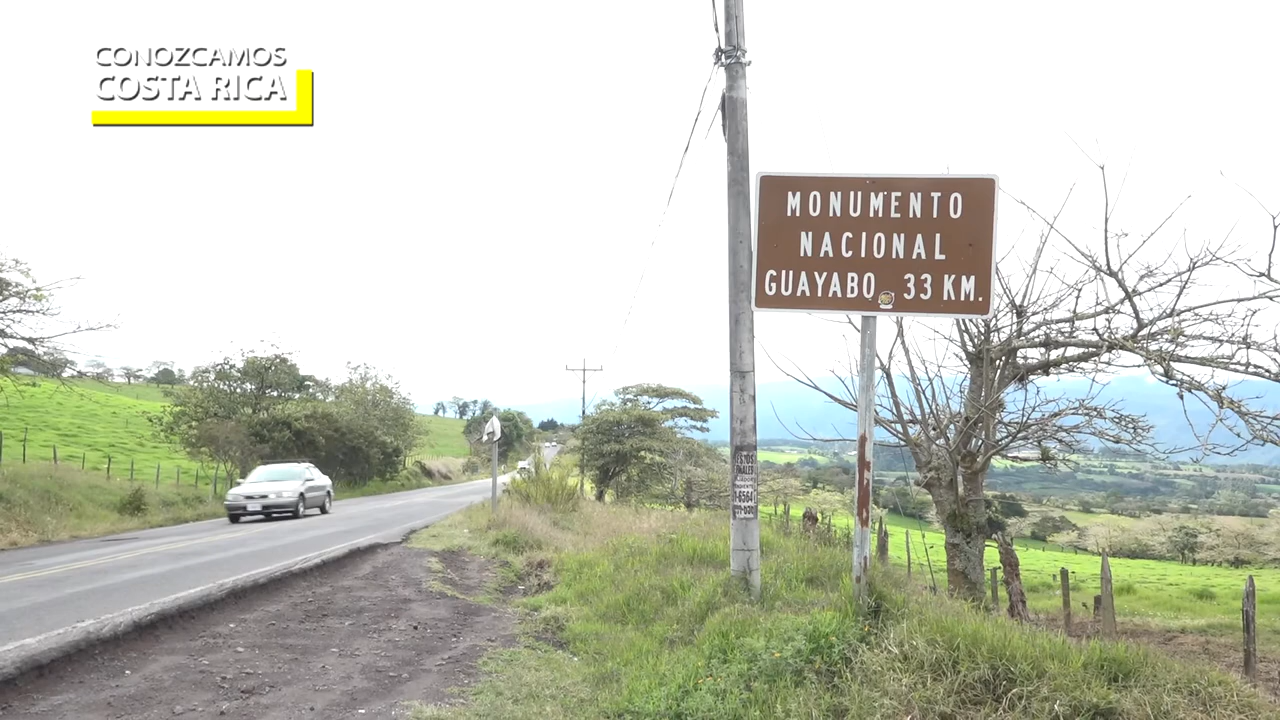 CONOZCAMOS
COSTA RICA
MONUMENTO
NACIONAL
GUAYABO 33 KM.